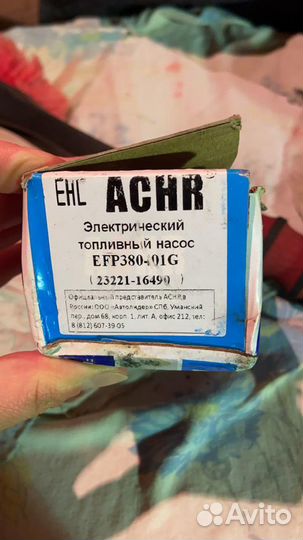 EAC ACHR
Электрический
топливный насос
EFP380-01G
( 23221-16490 )
Официальный представитель ACHR в
России: ООО «Автолидер» СПб, Уманский
пер., дом 68, корп. 1, лит. А, офис 212, тел:
8 (812) 607-39-05
Avito